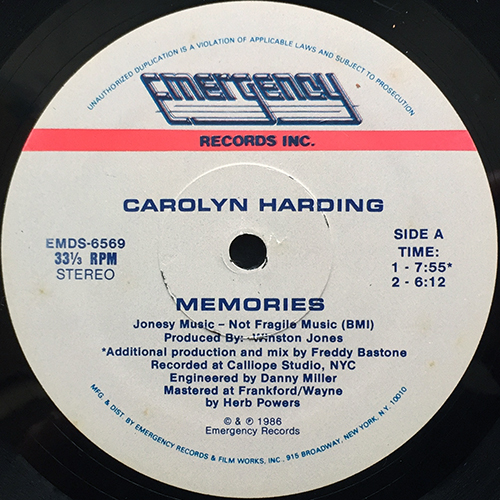 UNAUTHORIZED DUPLICATION IS A VIOLATION OF APPLICABLE LAWS AND SUBJECT TO PROSECUTION
Emergency
RECORDS INC.
CAROLYN HARDING
EMDS-6569
33⅓ RPM
STEREO
SIDE A
TIME:
1 - 7:55*
2 - 6:12
MEMORIES
Jonesy Music – Not Fragile Music (BMI)
Produced By: Winston Jones
*Additional production and mix by Freddy Bastone
Recorded at Calliope Studio, NYC
Engineered by Danny Miller
Mastered at Frankford/Wayne
by Herb Powers
© & ℗ 1986
Emergency Records
MFG. & DIST. BY EMERGENCY RECORDS & FILM WORKS, INC., 915 BROADWAY, NEW YORK, N.Y. 10010